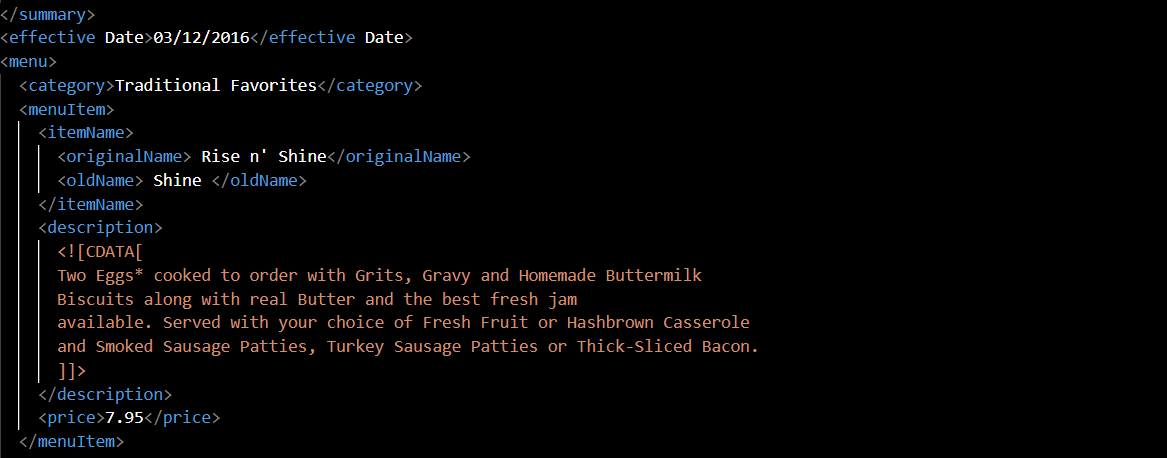 </summary>
<effective Date>03/12/2016</effective Date>
<menu>
<category>Traditional Favorites</category>
<menuItem>
<itemName>
<originalName> Rise n' Shine</originalName>
<oldName> Shine </oldName>
</itemName>
<description>
<![CDATA[
Two Eggs* cooked to order with Grits, Gravy and Homemade Buttermilk
Biscuits along with real Butter and the best fresh jam
available. Served with your choice of Fresh Fruit or Hashbrown Casserole
and Smoked Sausage Patties, Turkey Sausage Patties or Thick-Sliced Bacon.
]]>
</description>
<price>7.95</price>
</menuItem>